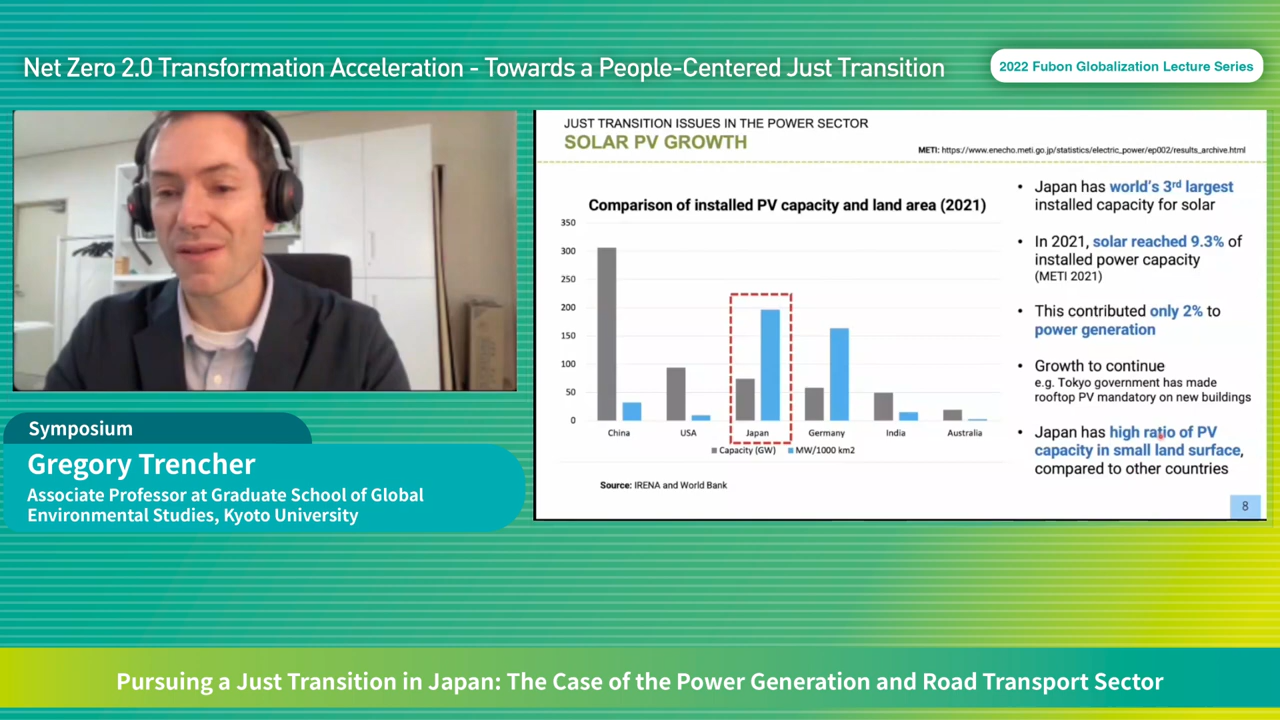 Net Zero 2.0 Transformation Acceleration - Towards a People-Centered Just Transition
2022 Fubon Globalization Lecture Series
JUST TRANSITION ISSUES IN THE POWER SECTOR
SOLAR PV GROWTH
METI: https://www.enecho.meti.go.jp/statistics/electric_power/ep002/results_archive.html
Comparison of installed PV capacity and land area (2021)
350
300
250
200
150
100
50
0
China
USA
Japan
Germany
India
Australia
Capacity (GW)
MW/1000 km2
Source: IRENA and World Bank
• Japan has world's 3rd largest
installed capacity for solar
• In 2021, solar reached 9.3% of
installed power capacity
(METI 2021)
• This contributed only 2% to
power generation
• Growth to continue
e.g. Tokyo government has made
rooftop PV mandatory on new buildings
• Japan has high ratio of PV
capacity in small land surface,
compared to other countries
8
Symposium
Gregory Trencher
Associate Professor at Graduate School of Global
Environmental Studies, Kyoto University
Pursuing a Just Transition in Japan: The Case of the Power Generation and Road Transport Sector